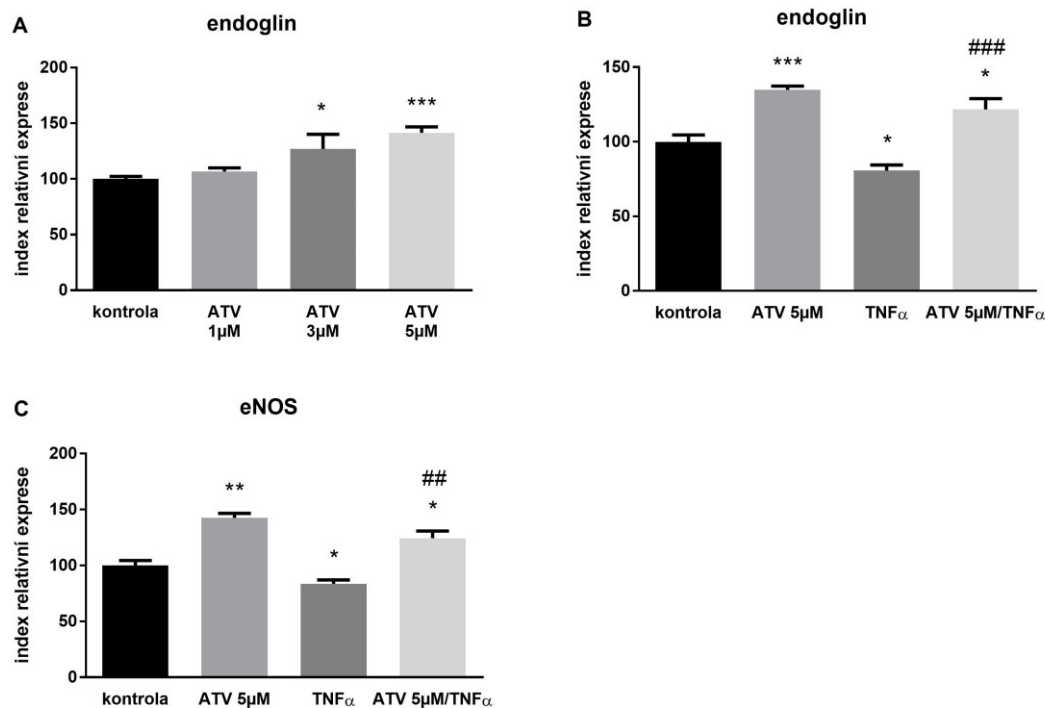 A
endoglin
index relativní exprese
200
150
100
50
0
*
***
kontrola
ATV
1µM
ATV
3µM
ATV
5µM
B
endoglin
index relativní exprese
150
100
50
0
***
*
###
*
kontrola
ATV 5µM
TNFα
ATV 5µM/TNFα
C
eNOS
index relativní exprese
200
150
100
50
0
**
*
##
*
kontrola
ATV 5µM
TNFα
ATV 5µM/TNFα